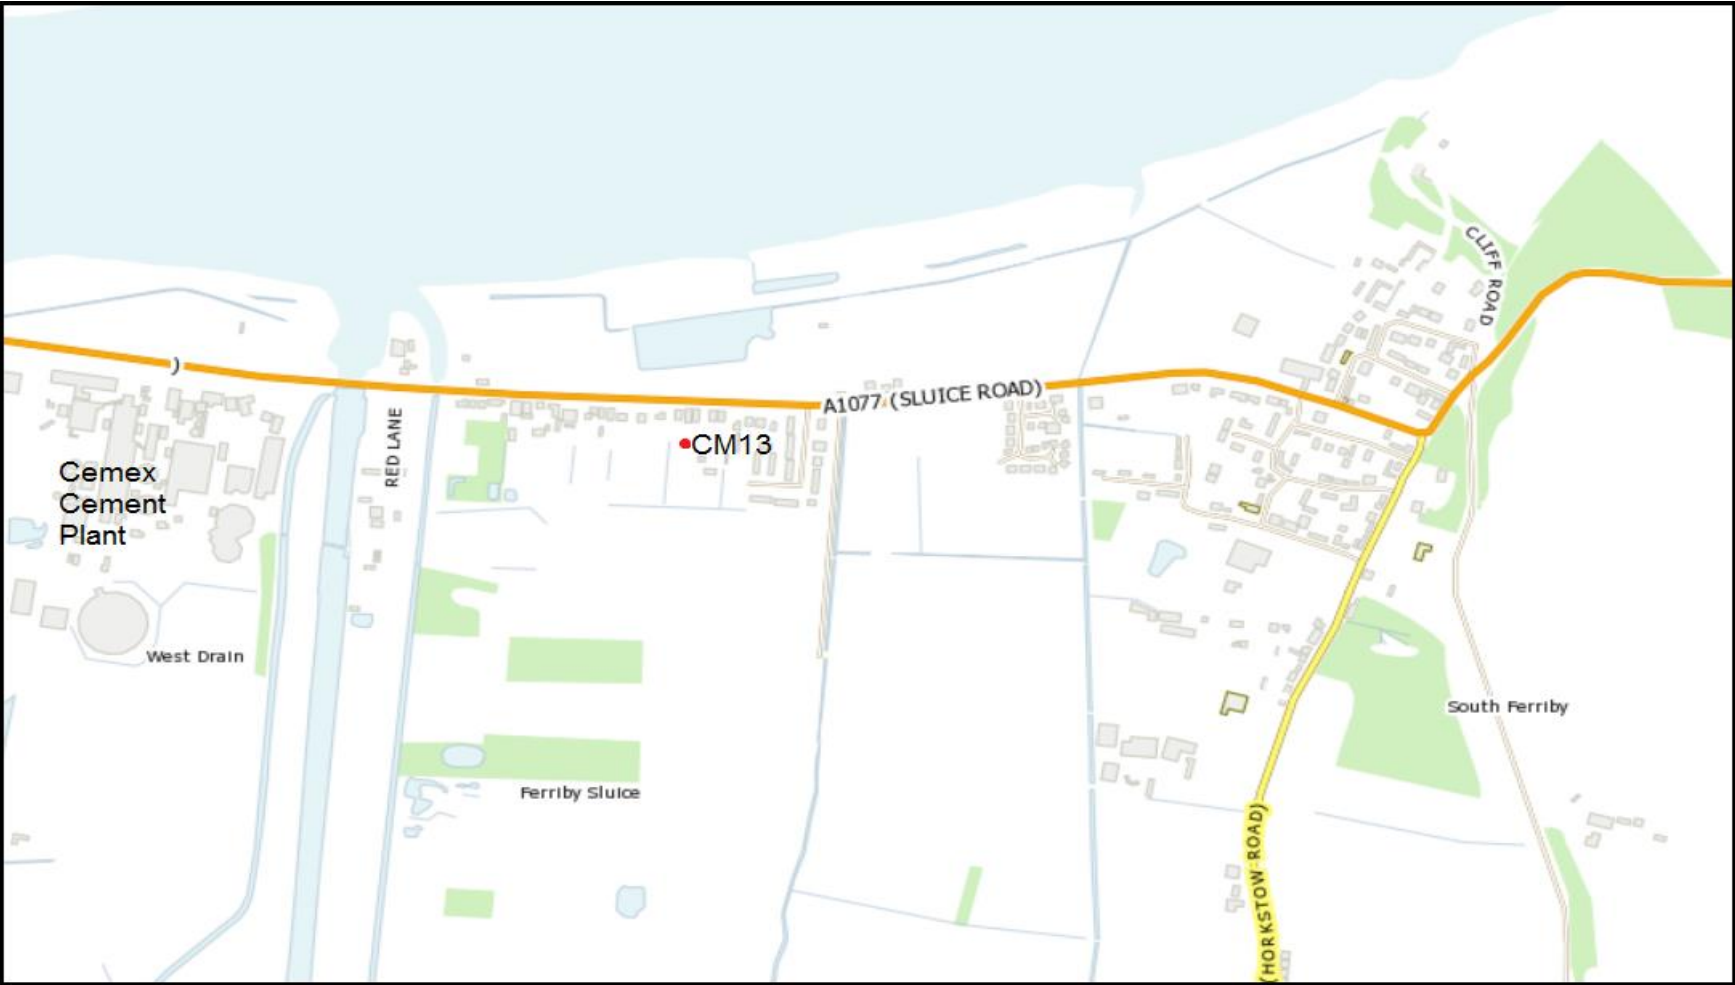 CLIFF ROAD
)
A1077 (SLUICE ROAD)
RED LANE
CM13
Cemex
Cement
Plant
West Drain
South Ferriby
Ferriby Sluice
(HORKSTOW ROAD)